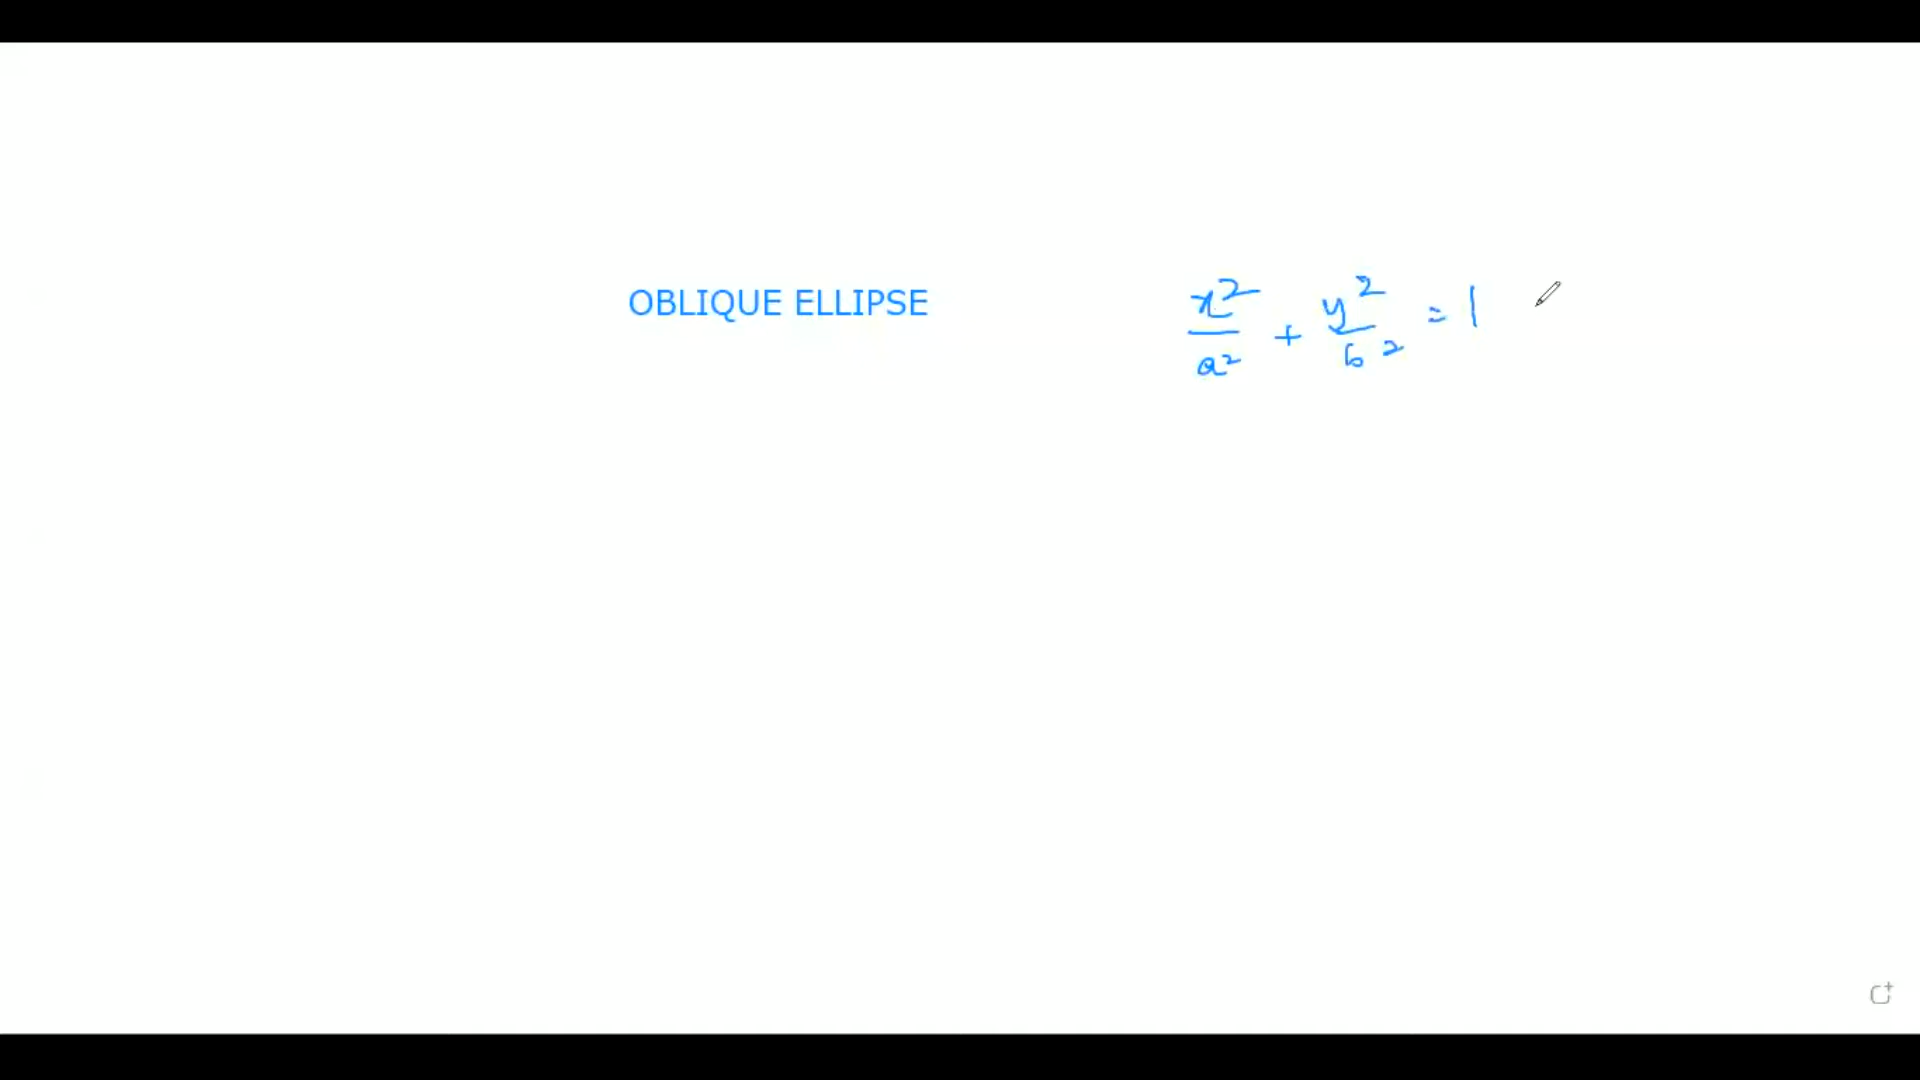 OBLIQUE ELLIPSE
x²/a² + y²/b² = 1